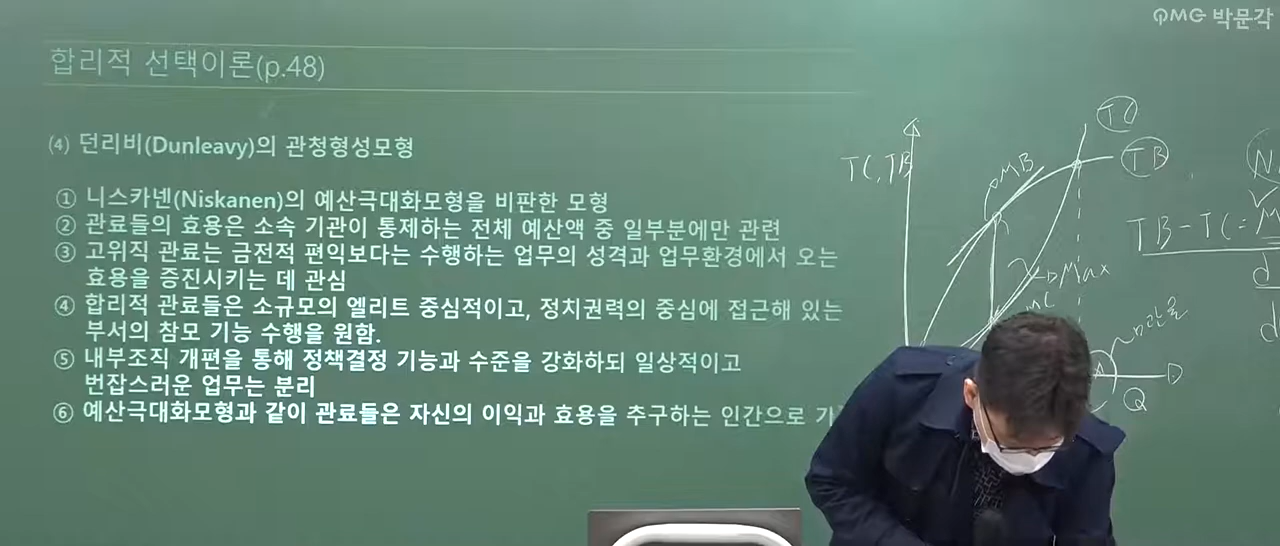 PMG 박문각
합리적 선택이론(p.48)
(4) 던리비(Dunleavy)의 관청형성모형
① 니스카넨(Niskanen)의 예산극대화모형을 비판한 모형
② 관료들의 효용은 소속 기관이 통제하는 전체 예산액 중 일부분에만 관련
③ 고위직 관료는 금전적 편익보다는 수행하는 업무의 성격과 업무환경에서 오는
효용을 증진시키는 데 관심
④ 합리적 관료들은 소규모의 엘리트 중심적이고, 정치권력의 중심에 접근해 있는
부서의 참모 기능 수행을 원함.
⑤ 내부조직 개편을 통해 정책결정 기능과 수준을 강화하되 일상적이고
번잡스러운 업무는 분리
⑥ 예산극대화모형과 같이 관료들은 자신의 이익과 효용을 추구하는 인간으로
TC
TB
TC, TB
MB
TB-TC=
Max
MC
Q